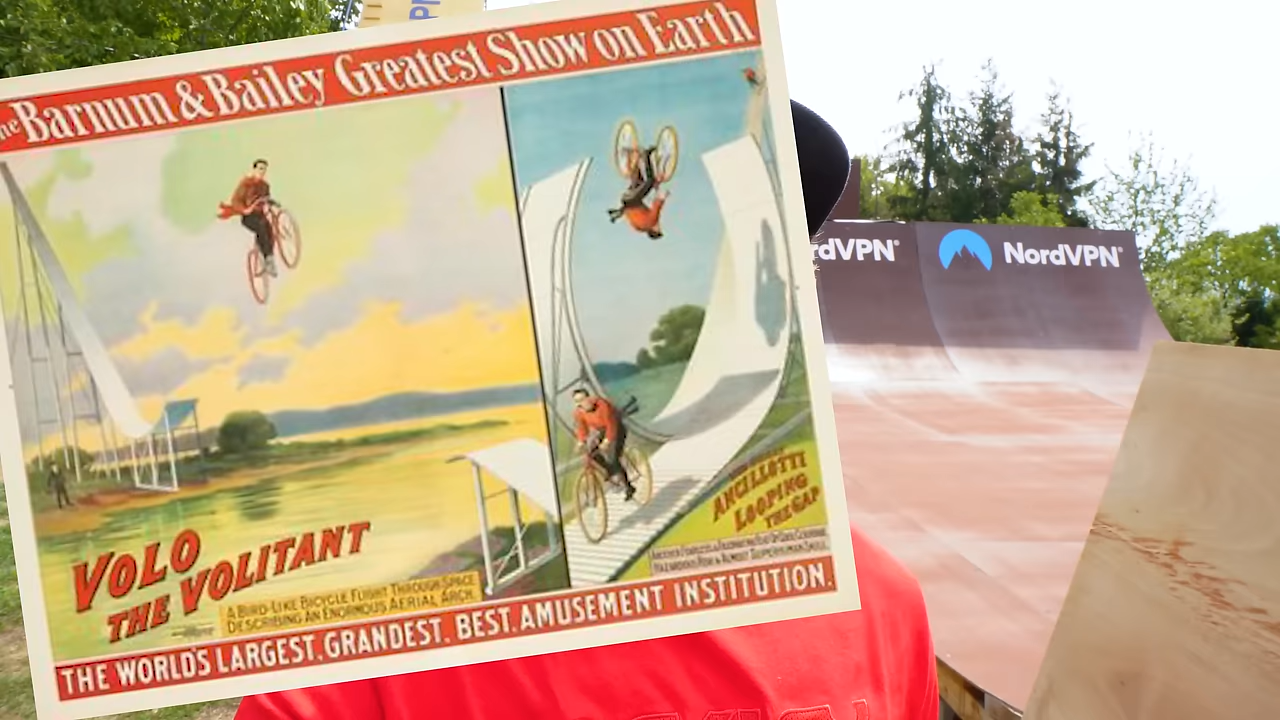 The Barnum & Bailey Greatest Show on Earth
VOLO
THE VOLITANT
A BIRD-LIKE BICYCLE FLIGHT THROUGH SPACE
DESCRIBING AN ENORMOUS AERIAL ARCH.
ANCILLOTTI
LOOPING
THE GAP
THE WORLD'S LARGEST, GRANDEST, BEST, AMUSEMENT INSTITUTION.
rdVPN®
NordVPN®